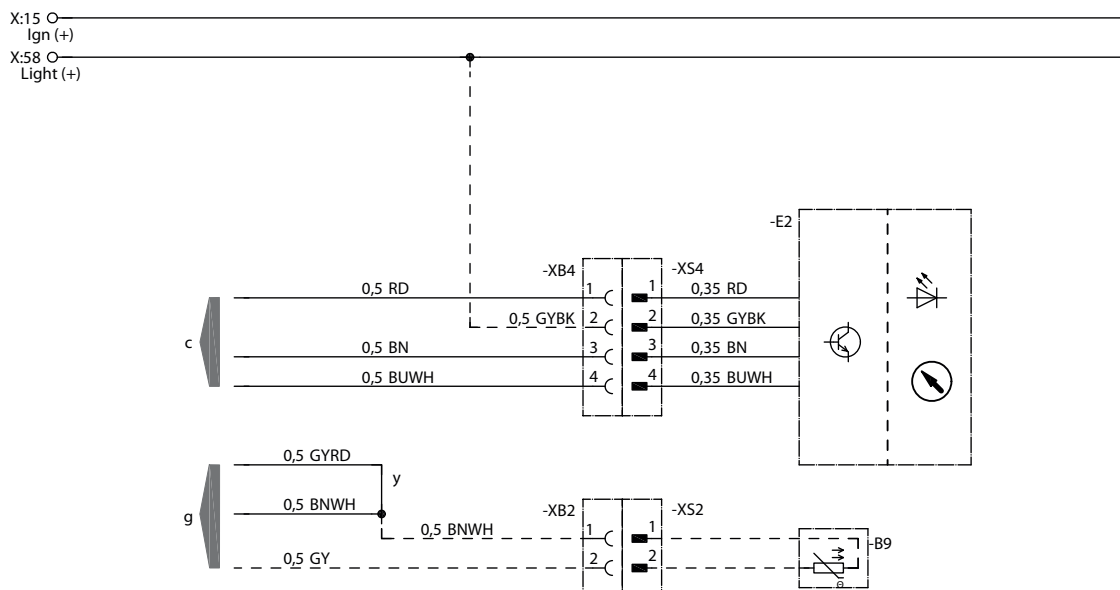 X:15
Ign (+)
X:58
Light (+)
-E2
-XB4
-XS4
0,5 RD
1
1
0,35 RD
0,5 GYBK
2
2
0,35 GYBK
c
0,5 BN
3
3
0,35 BN
0,5 BUWH
4
4
0,35 BUWH
0,5 GYRD
y
g
0,5 BNWH
-XB2
-XS2
0,5 BNWH
1
1
-B9
0,5 GY
2
2
Θ